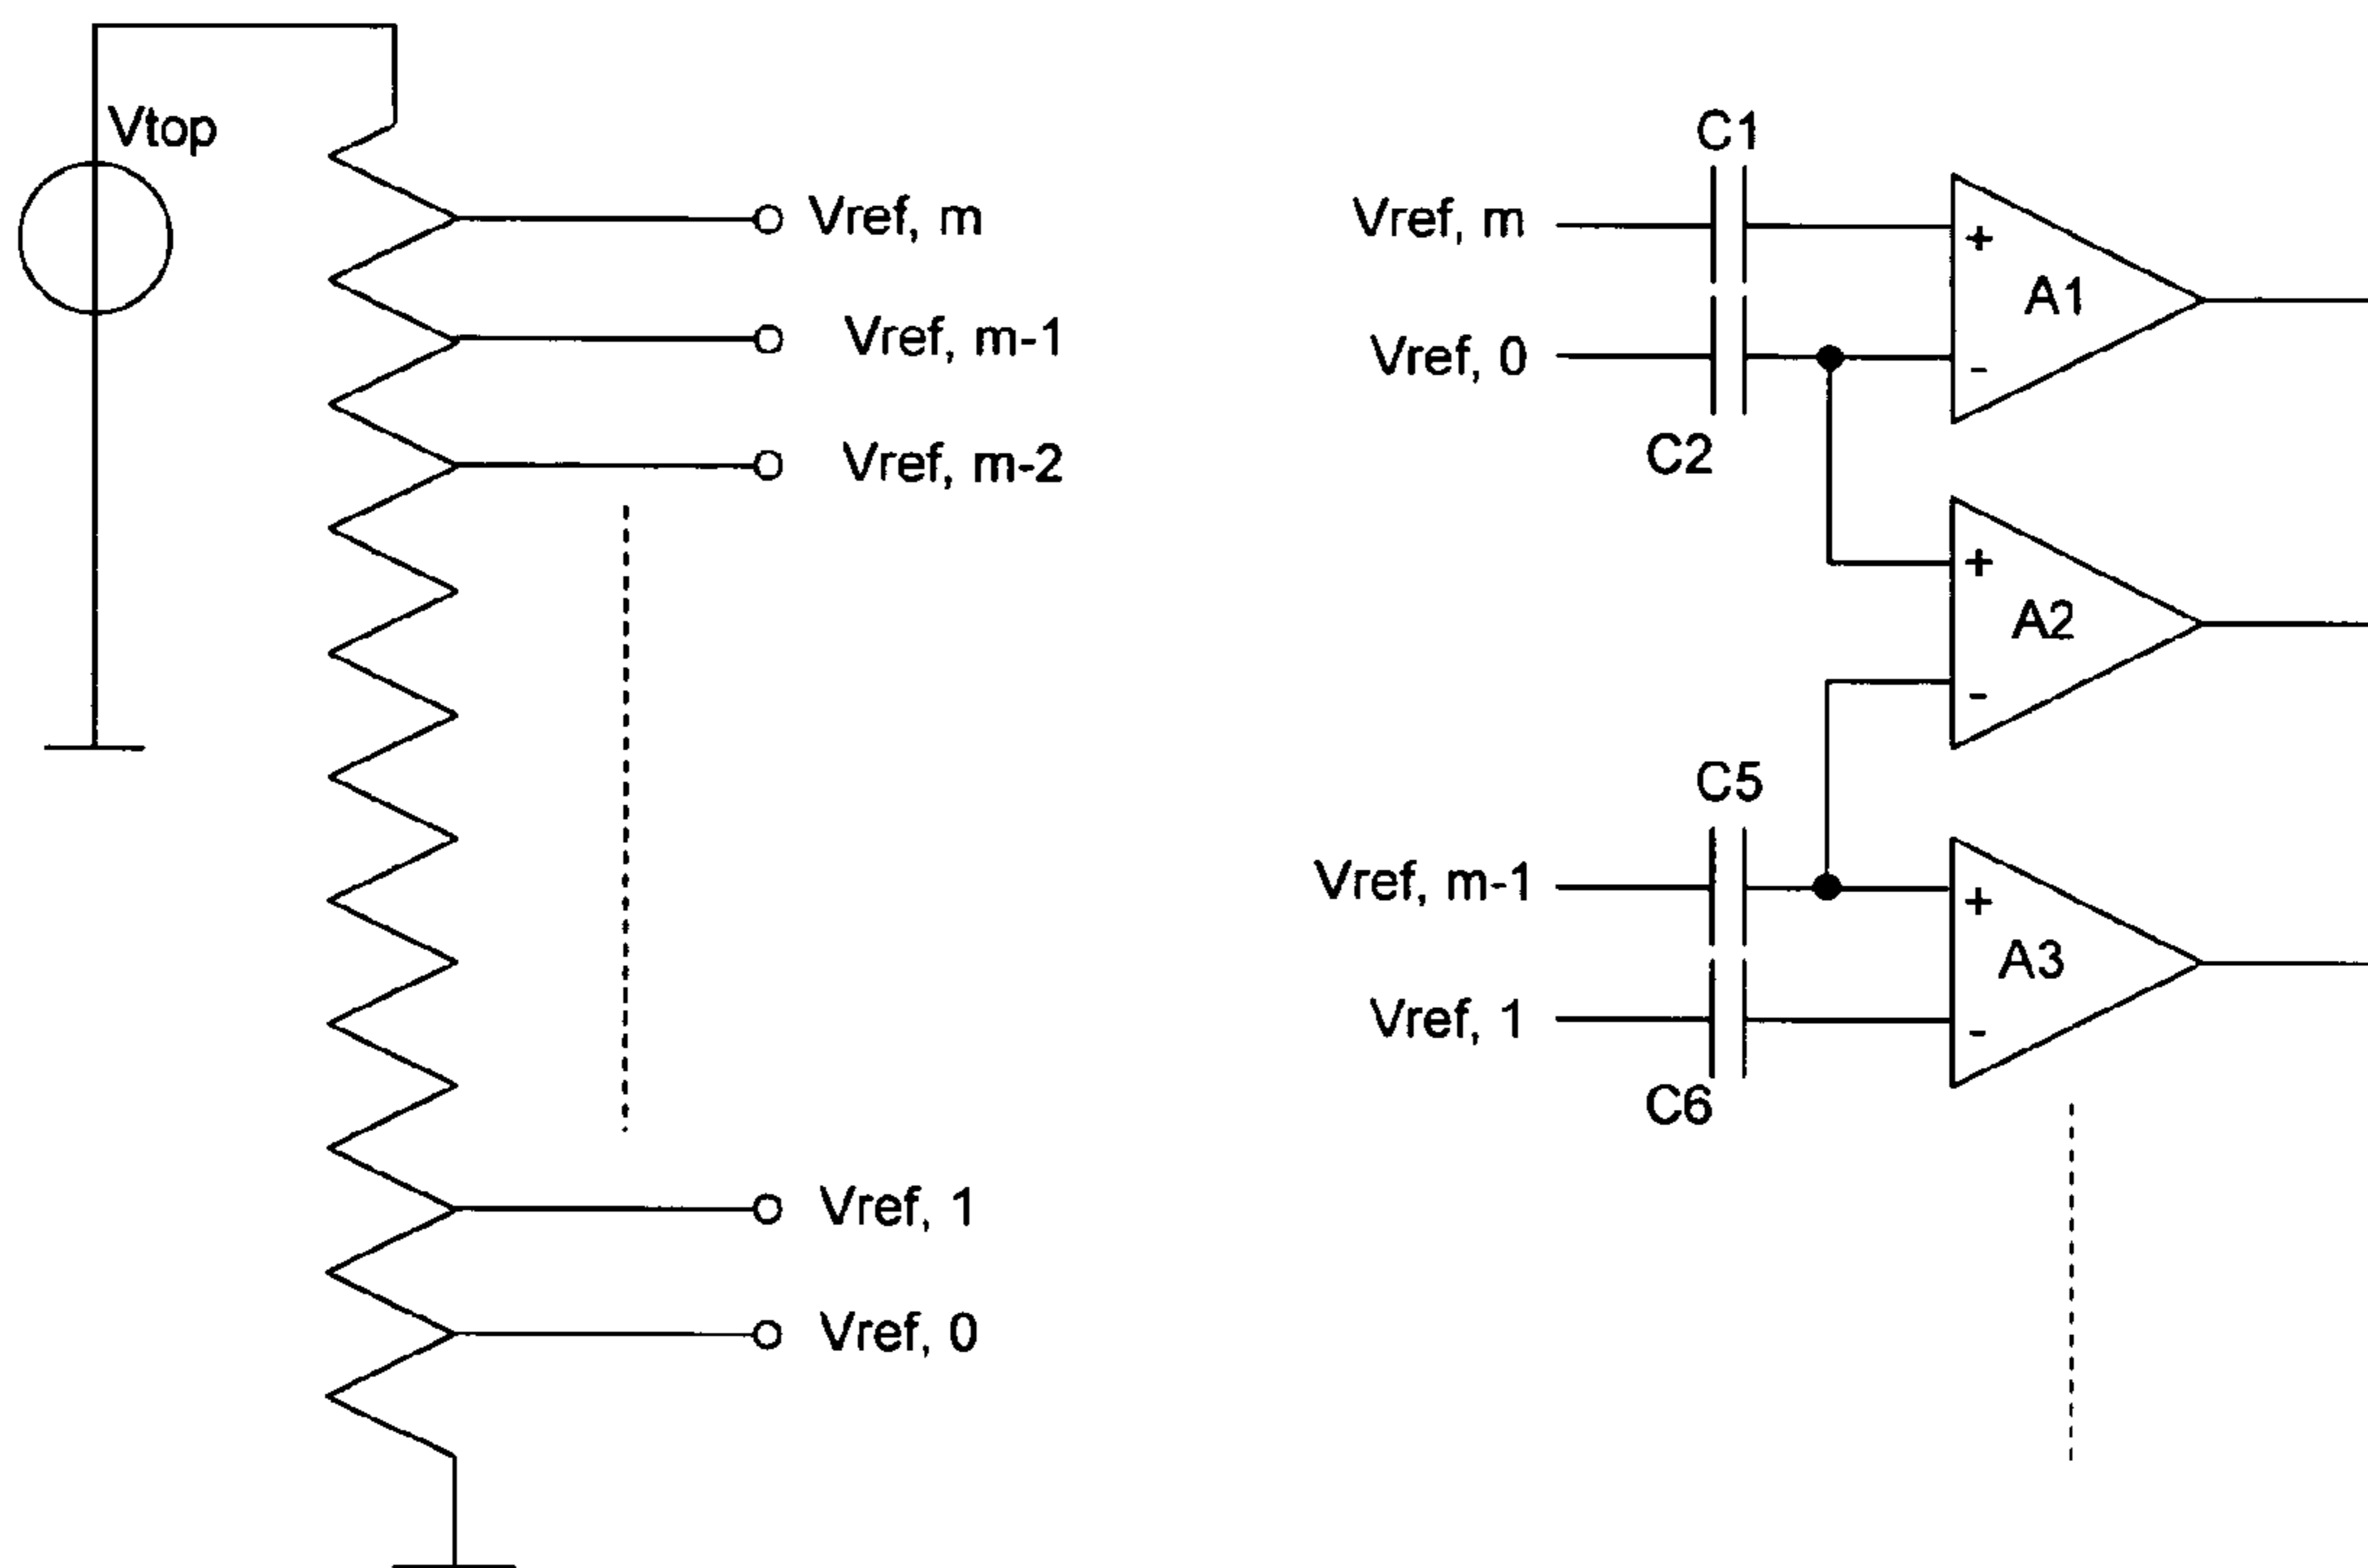 Vtop
Vref, m
Vref, m-1
Vref, m-2
Vref, 1
Vref, 0
C1
Vref, m
Vref, 0
C2
+
-
A1
+
-
A2
C5
Vref, m-1
Vref, 1
C6
+
-
A3